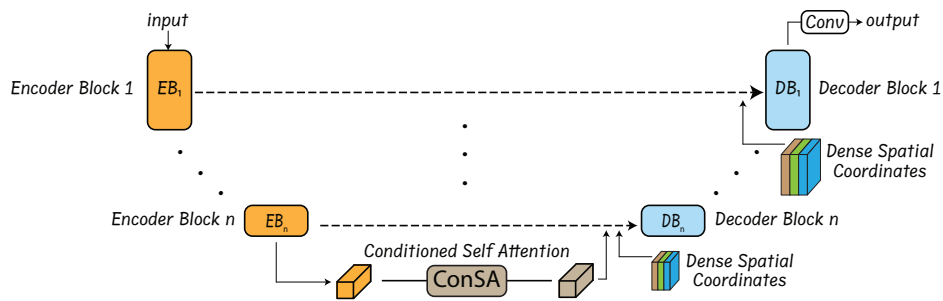 input
Conv
output
Encoder Block 1
EB1
DB1
Decoder Block 1
Dense Spatial
Coordinates
Encoder Block n
EBn
DBn
Decoder Block n
Conditioned Self Attention
ConSA
Dense Spatial
Coordinates